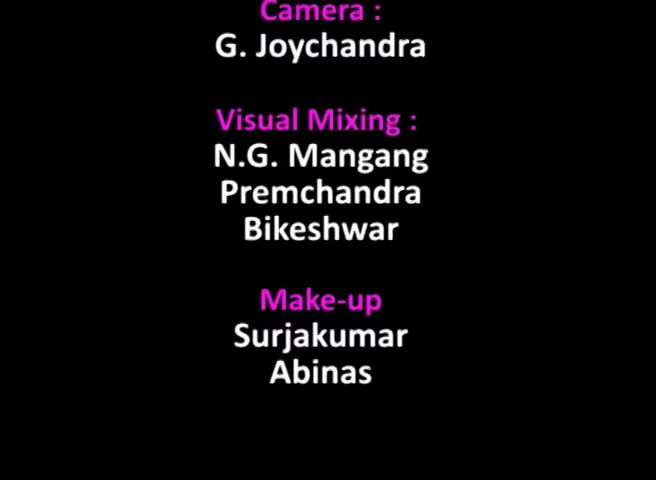 Camera :
G. Joychandra
Visual Mixing :
N.G. Mangang
Premchandra
Bikeshwar
Make-up
Surjakumar
Abinas